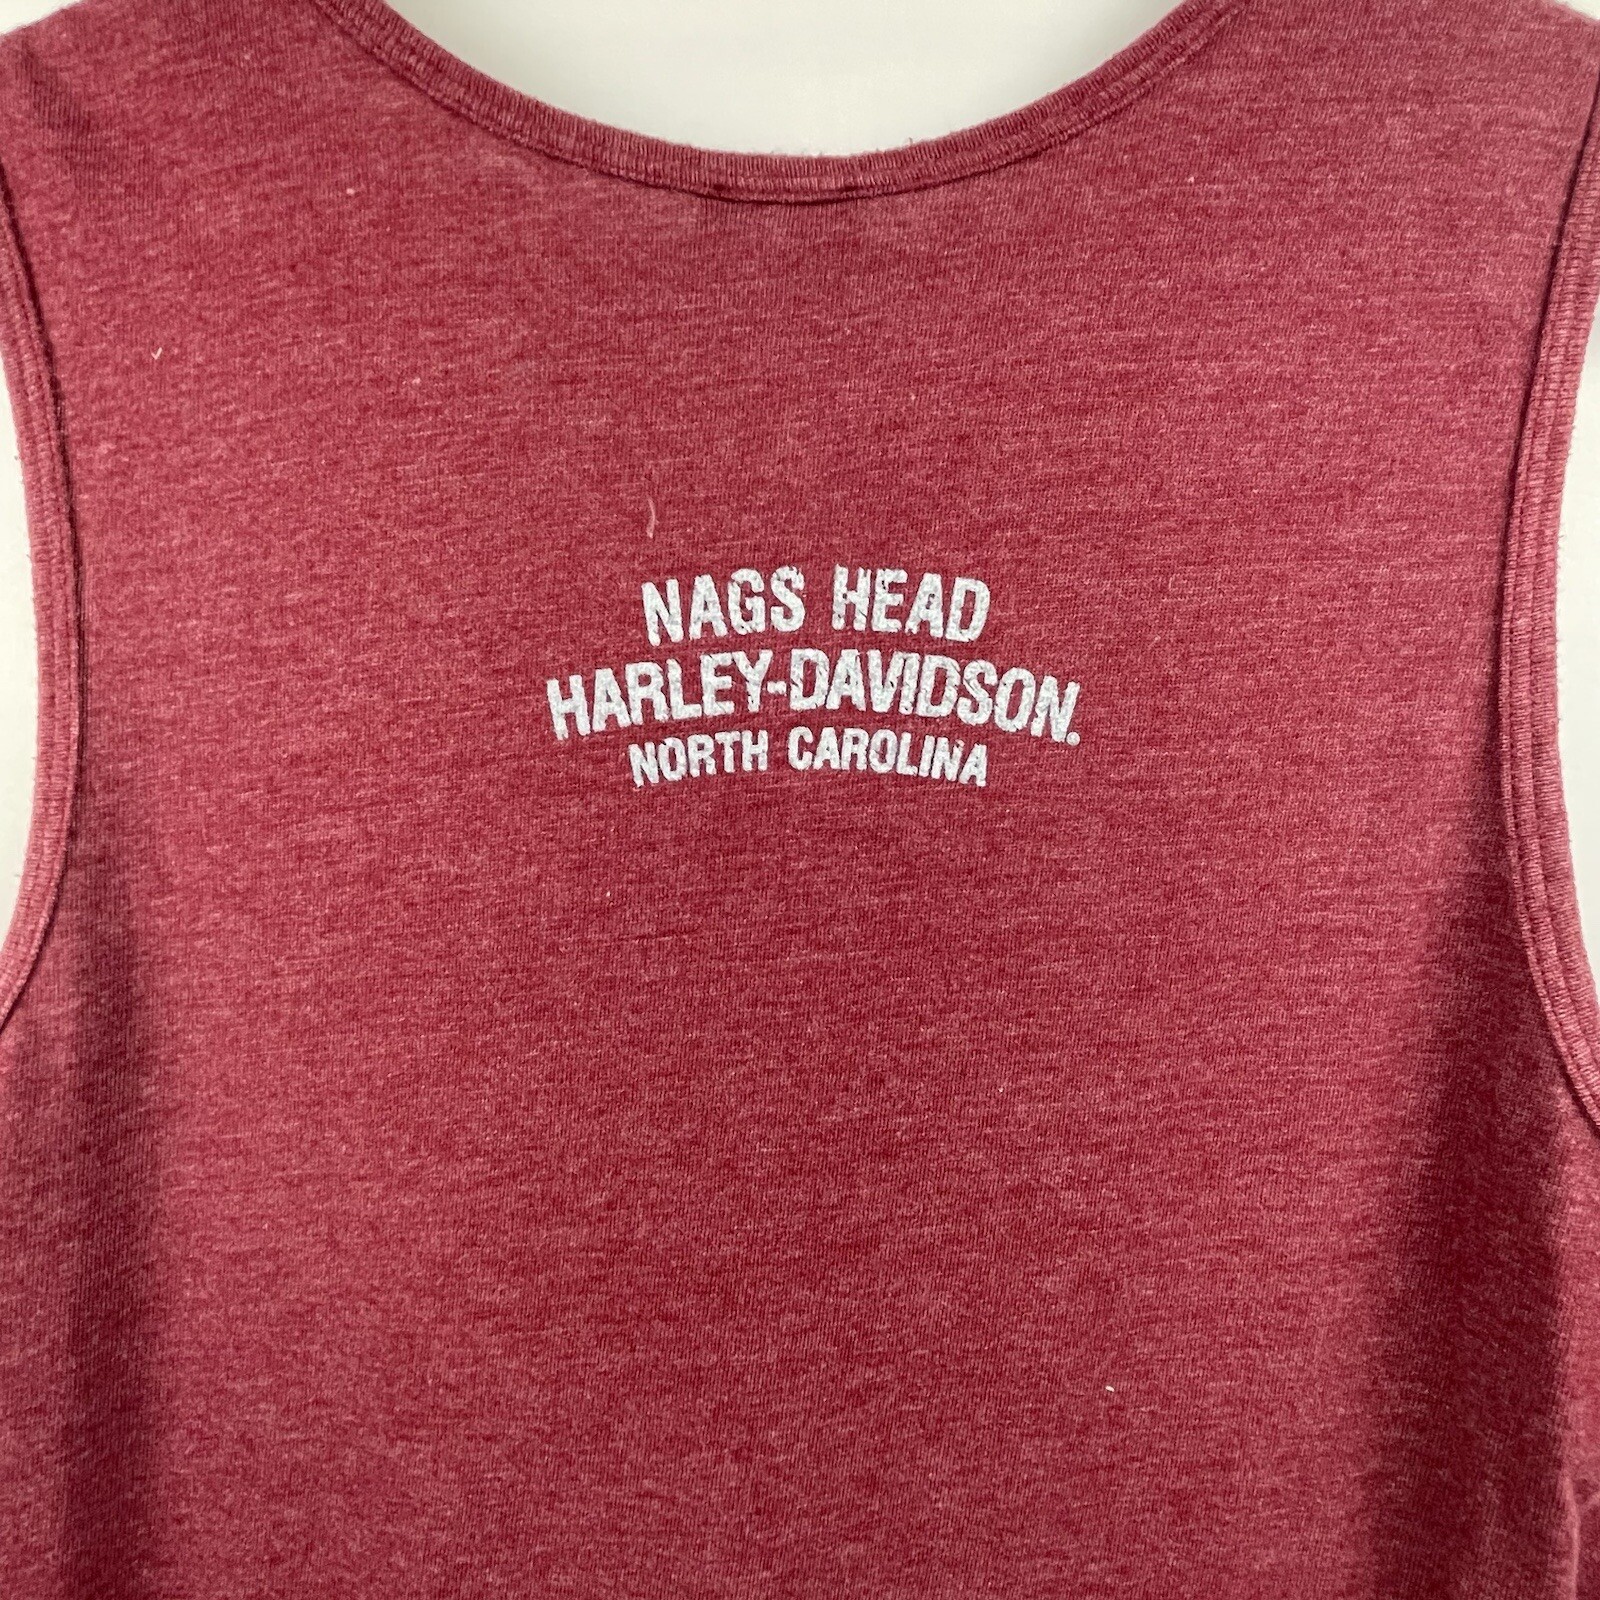 NAGS HEAD
HARLEY-DAVIDSON®
NORTH CAROLINA